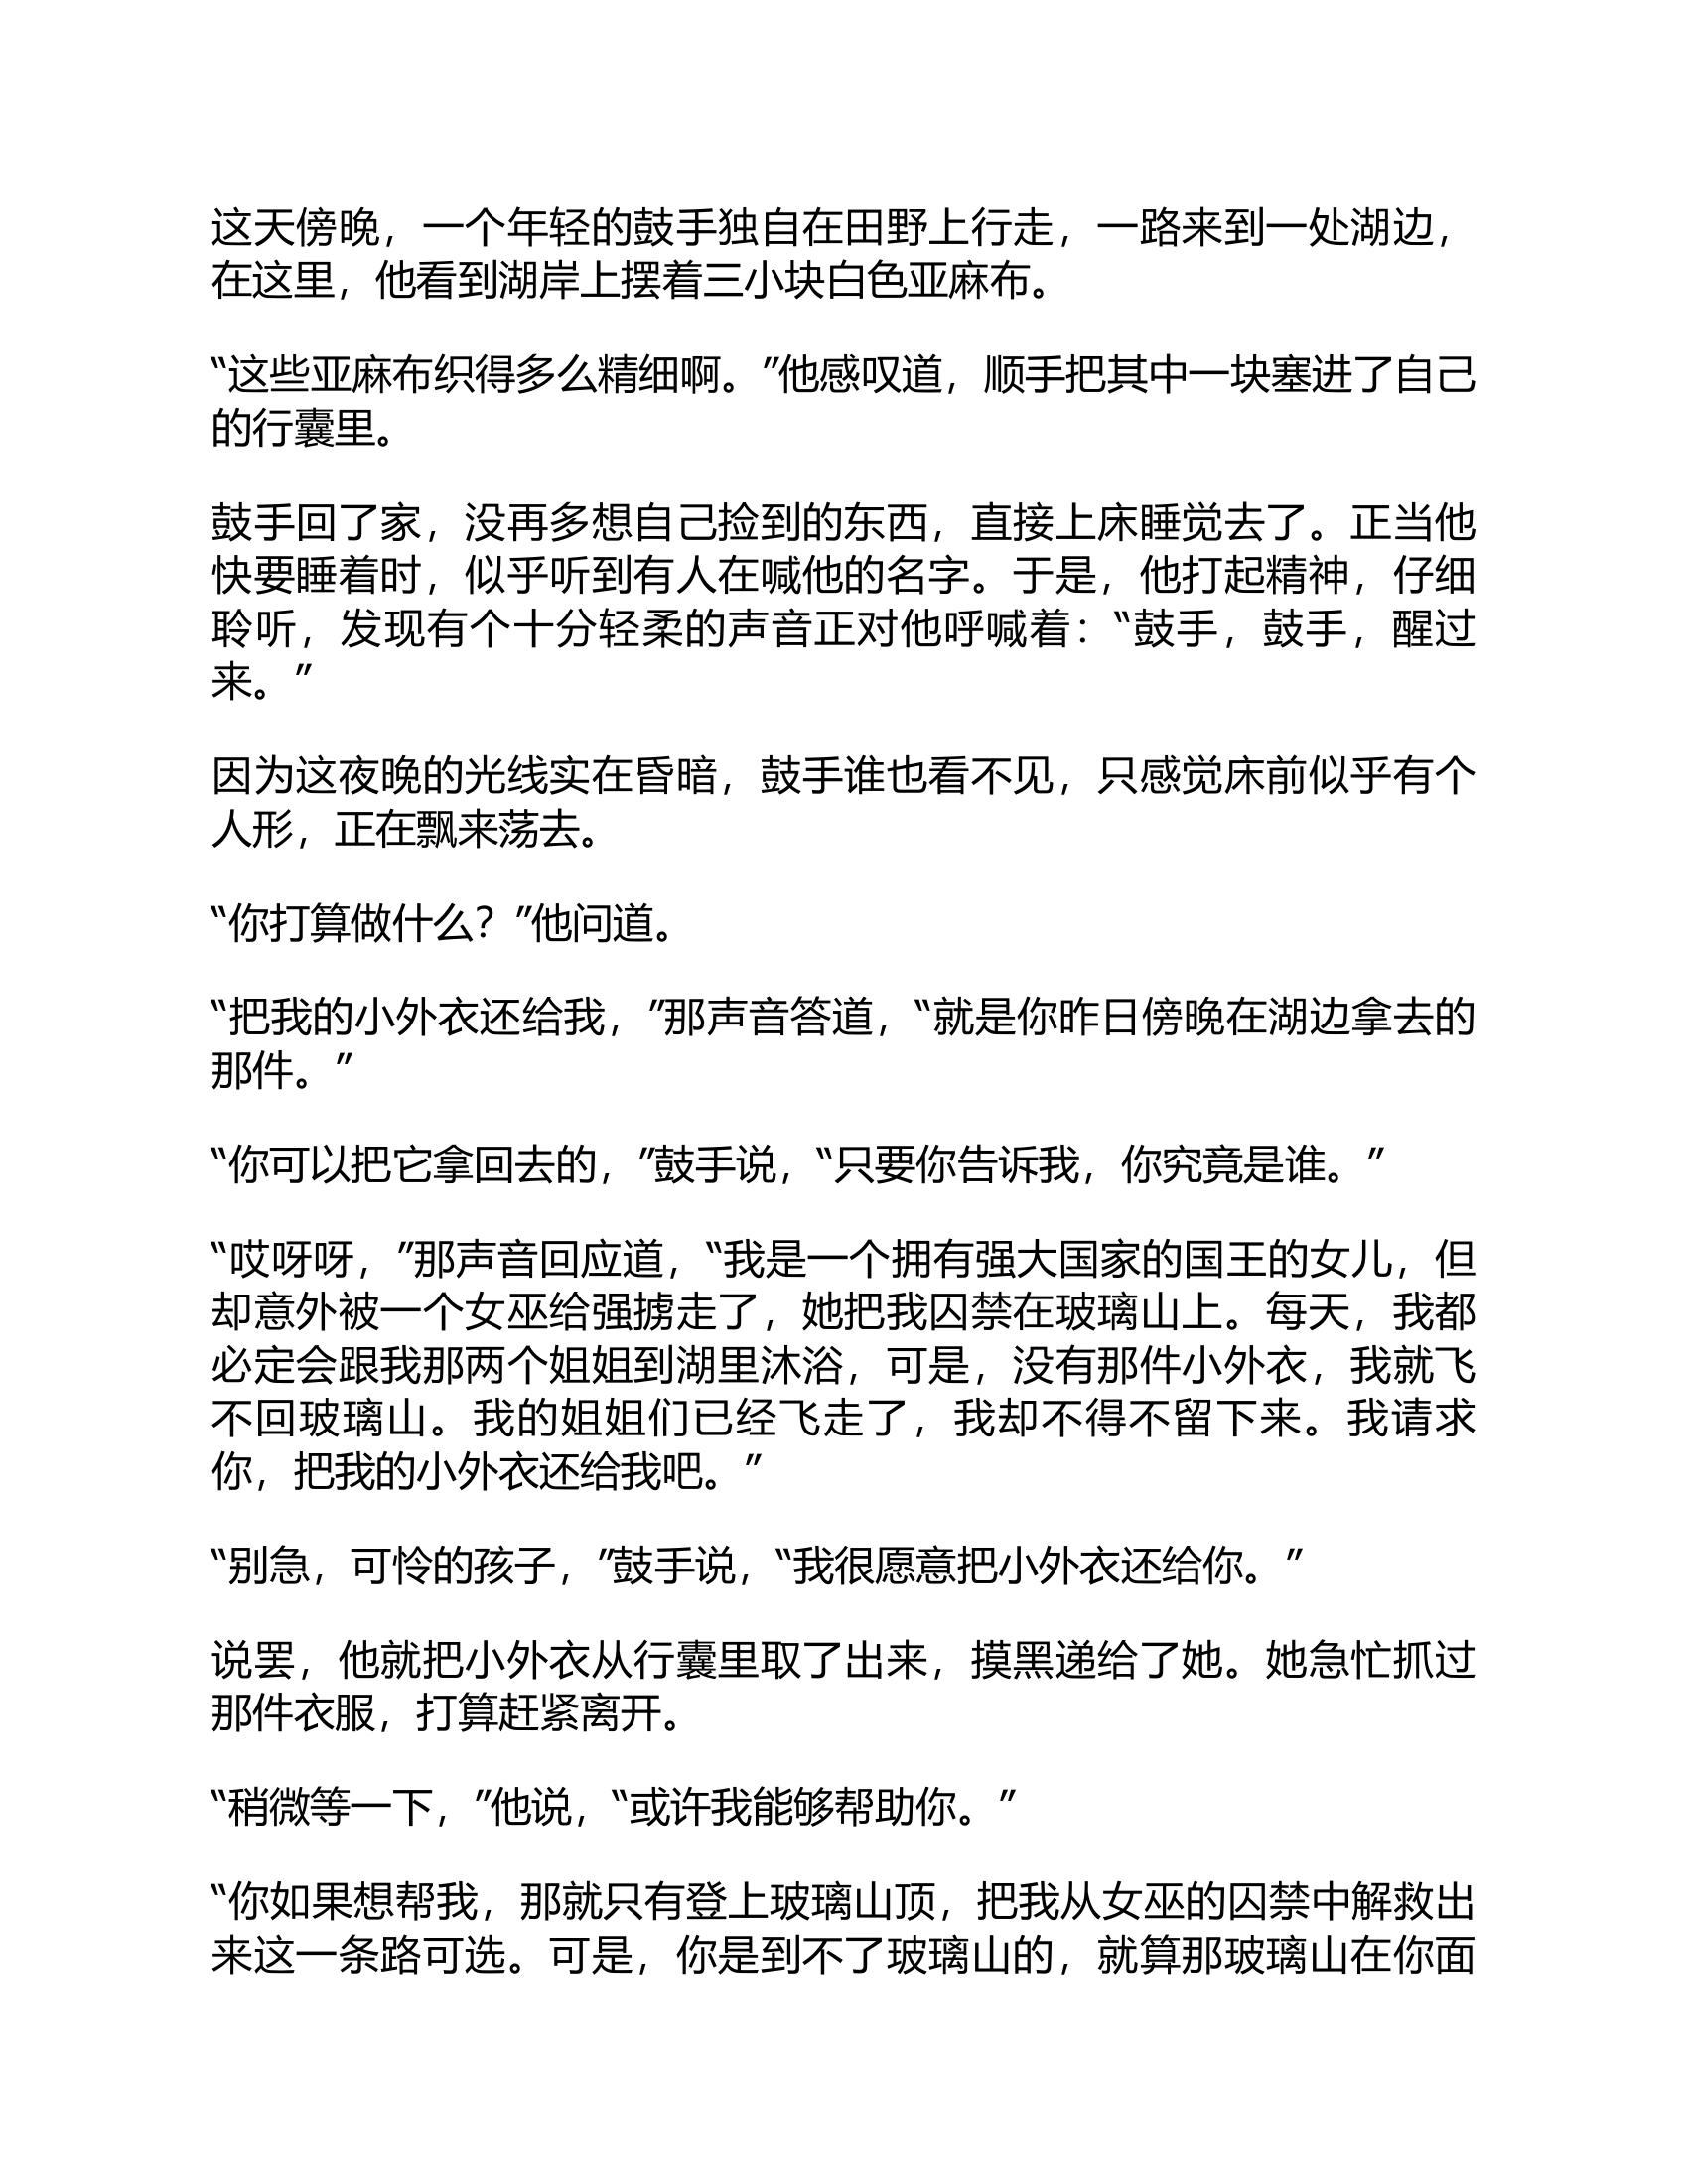 这天傍晚，一个年轻的鼓手独自在田野上行走，一路来到一处湖边，
在这里，他看到湖岸上摆着三小块白色亚麻布。
“这些亚麻布织得多么精细啊。”他感叹道，顺手把其中一块塞进了自己
的行囊里。
鼓手回了家，没再多想自己捡到的东西，直接上床睡觉去了。正当他
快要睡着时，似乎听到有人在喊他的名字。于是，他打起精神，仔细
聆听，发现有个十分轻柔的声音正对他呼喊着：“鼓手，鼓手，醒过
来。”
因为这夜晚的光线实在昏暗，鼓手谁也看不见，只感觉床前似乎有个
人形，正在飘来荡去。
“你打算做什么？”他问道。
“把我的小外衣还给我，”那声音答道，“就是你昨日傍晚在湖边拿去的
那件。”
“你可以把它拿回去的，”鼓手说，“只要你告诉我，你究竟是谁。”
“哎呀呀，”那声音回应道，“我是一个拥有强大国家的国王的女儿，但
却意外被一个女巫给强掳走了，她把我囚禁在玻璃山上。每天，我都
必定会跟我那两个姐姐到湖里沐浴，可是，没有那件小外衣，我就飞
不回玻璃山。我的姐姐们已经飞走了，我却不得不留下来。我请求
你，把我的小外衣还给我吧。”
“别急，可怜的孩子，”鼓手说，“我很愿意把小外衣还给你。”
说罢，他就把小外衣从行囊里取了出来，摸黑递给了她。她急忙抓过
那件衣服，打算赶紧离开。
“稍微等一下，”他说，“或许我能够帮助你。”
“你如果想帮我，那就只有登上玻璃山顶，把我从女巫的囚禁中解救出
来这一条路可选。可是，你是到不了玻璃山的，就算那玻璃山在你面